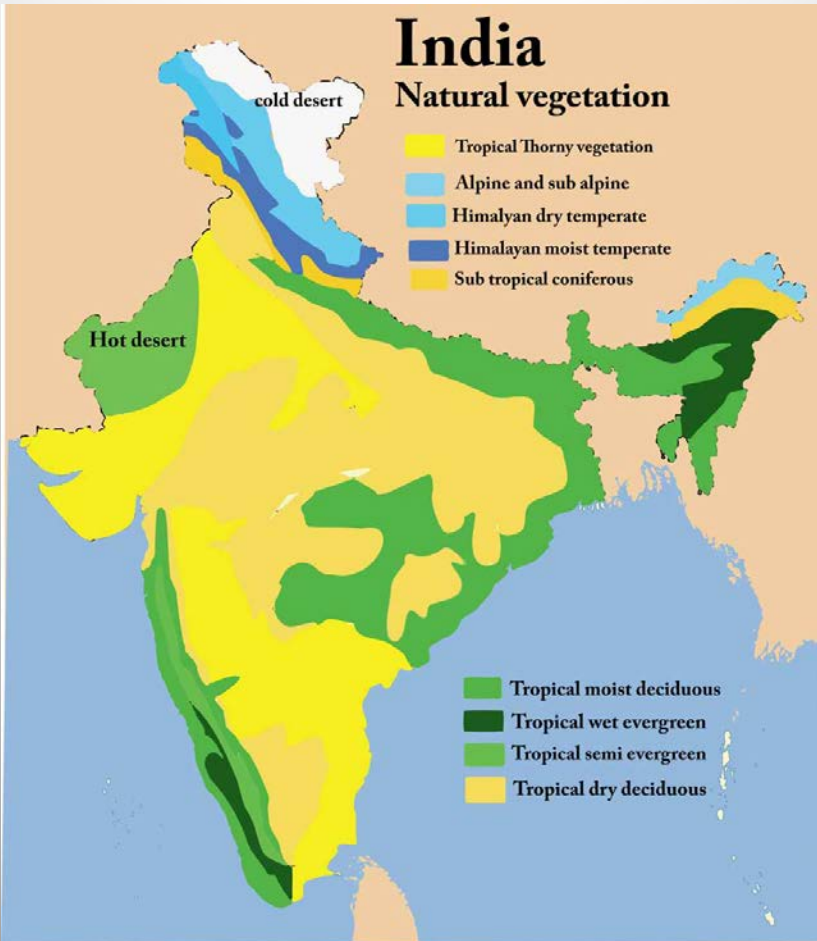 India
Natural vegetation
cold desert
Tropical Thorny vegetation
Alpine and sub alpine
Himalyan dry temperate
Himalayan moist temperate
Sub tropical coniferous
Hot desert
Tropical moist deciduous
Tropical wet evergreen
Tropical semi evergreen
Tropical dry deciduous